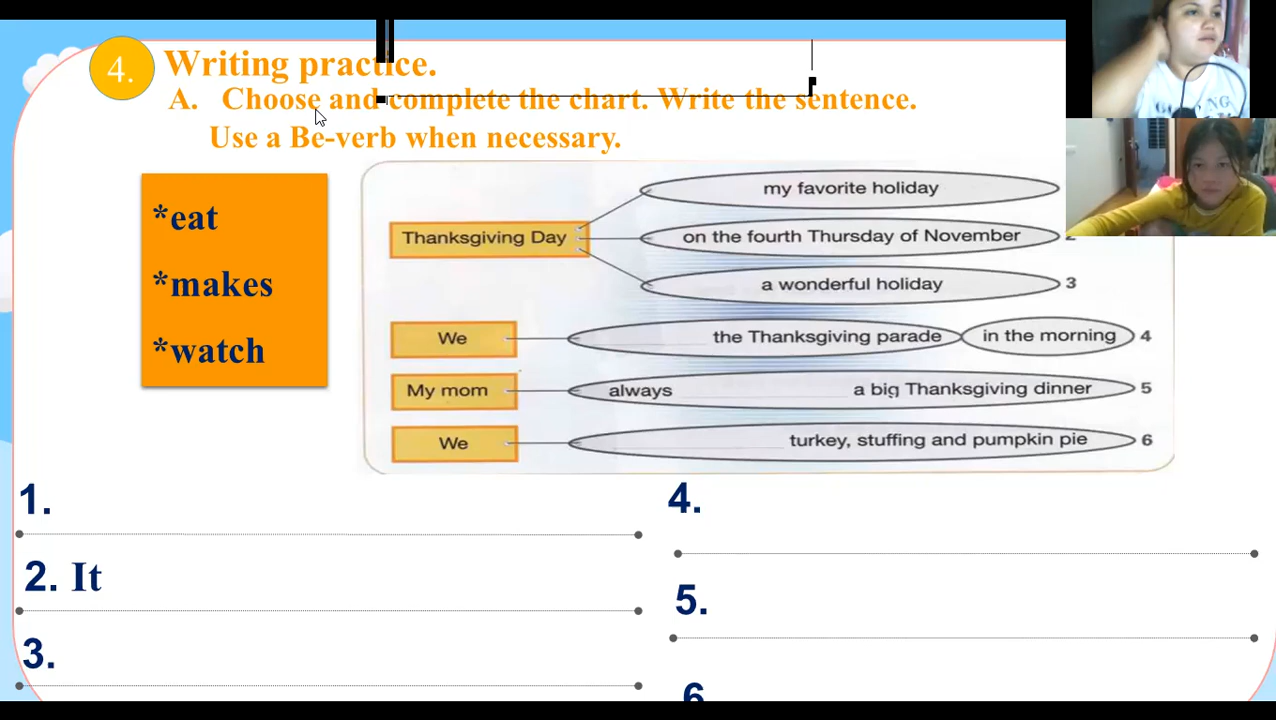 4.
Writing practice.
A. Choose and complete the chart. Write the sentence.
Use a Be-verb when necessary.
*eat
*makes
*watch
Thanksgiving Day
my favorite holiday
on the fourth Thursday of November
a wonderful holiday 3
We the Thanksgiving parade in the morning 4
My mom always a big Thanksgiving dinner 5
We turkey, stuffing and pumpkin pie 6
1.
2. It
3.
4.
5.
6